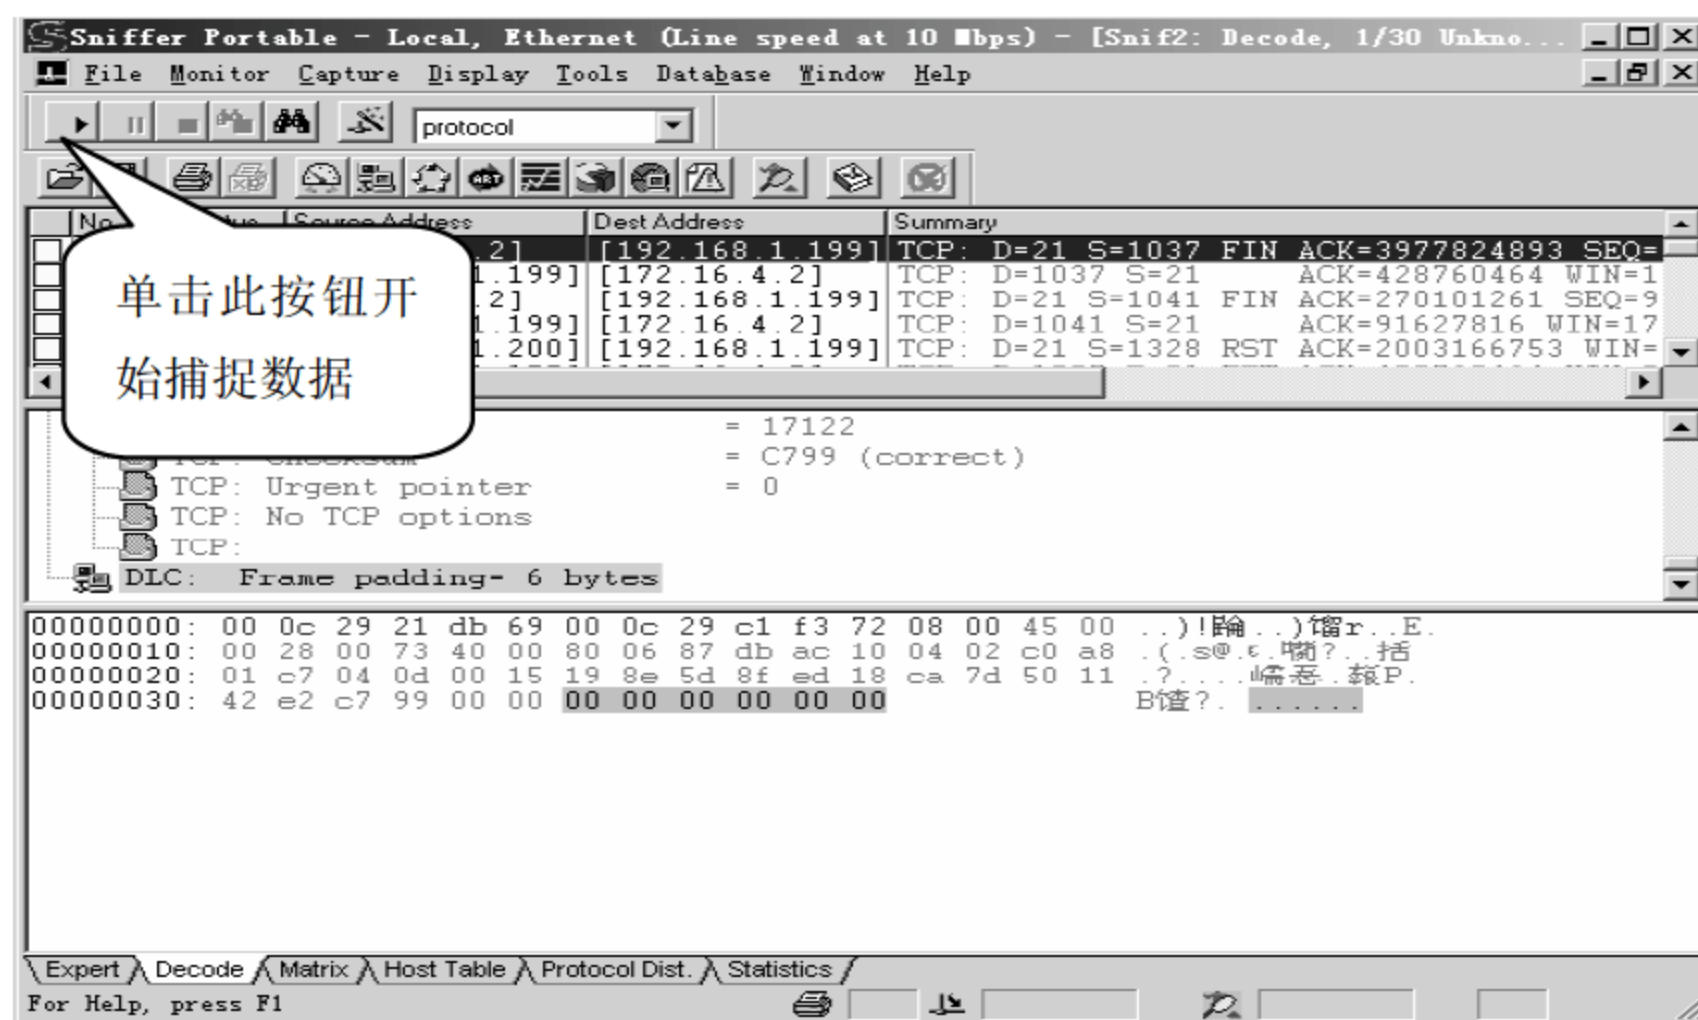 Sniffer Portable - Local, Ethernet (Line speed at 10 Mbps) - [Snif2: Decode, 1/30 Unkno...
File Monitor Capture Display Tools Database Window Help
protocol
No. Source Address Dest Address Summary
.2] [192.168.1.199] TCP: D=21 S=1037 FIN ACK=3977824893 SEQ=
1.199] [172.16.4.2] TCP: D=1037 S=21 ACK=428760464 WIN=1
.2] [192.168.1.199] TCP: D=21 S=1041 FIN ACK=270101261 SEQ=9
1.199] [172.16.4.2] TCP: D=1041 S=21 ACK=91627816 WIN=17
1.200] [192.168.1.199] TCP: D=21 S=1328 RST ACK=2003166753 WIN=
单击此按钮开
始捕捉数据
= 17122
TCP: Checksum = C799 (correct)
TCP: Urgent pointer = 0
TCP: No TCP options
TCP:
DLC: Frame padding- 6 bytes
00000000: 00 0c 29 21 db 69 00 0c 29 c1 f3 72 08 00 45 00
00000010: 00 28 00 73 40 00 80 06 87 db ac 10 04 02 c0 a8
00000020: 01 c7 04 0d 00 15 19 8e 5d 8f ed 18 ca 7d 50 11
00000030: 42 e2 c7 99 00 00 00 00 00 00 00 00
Expert Decode Matrix Host Table Protocol Dist. Statistics
For Help, press F1